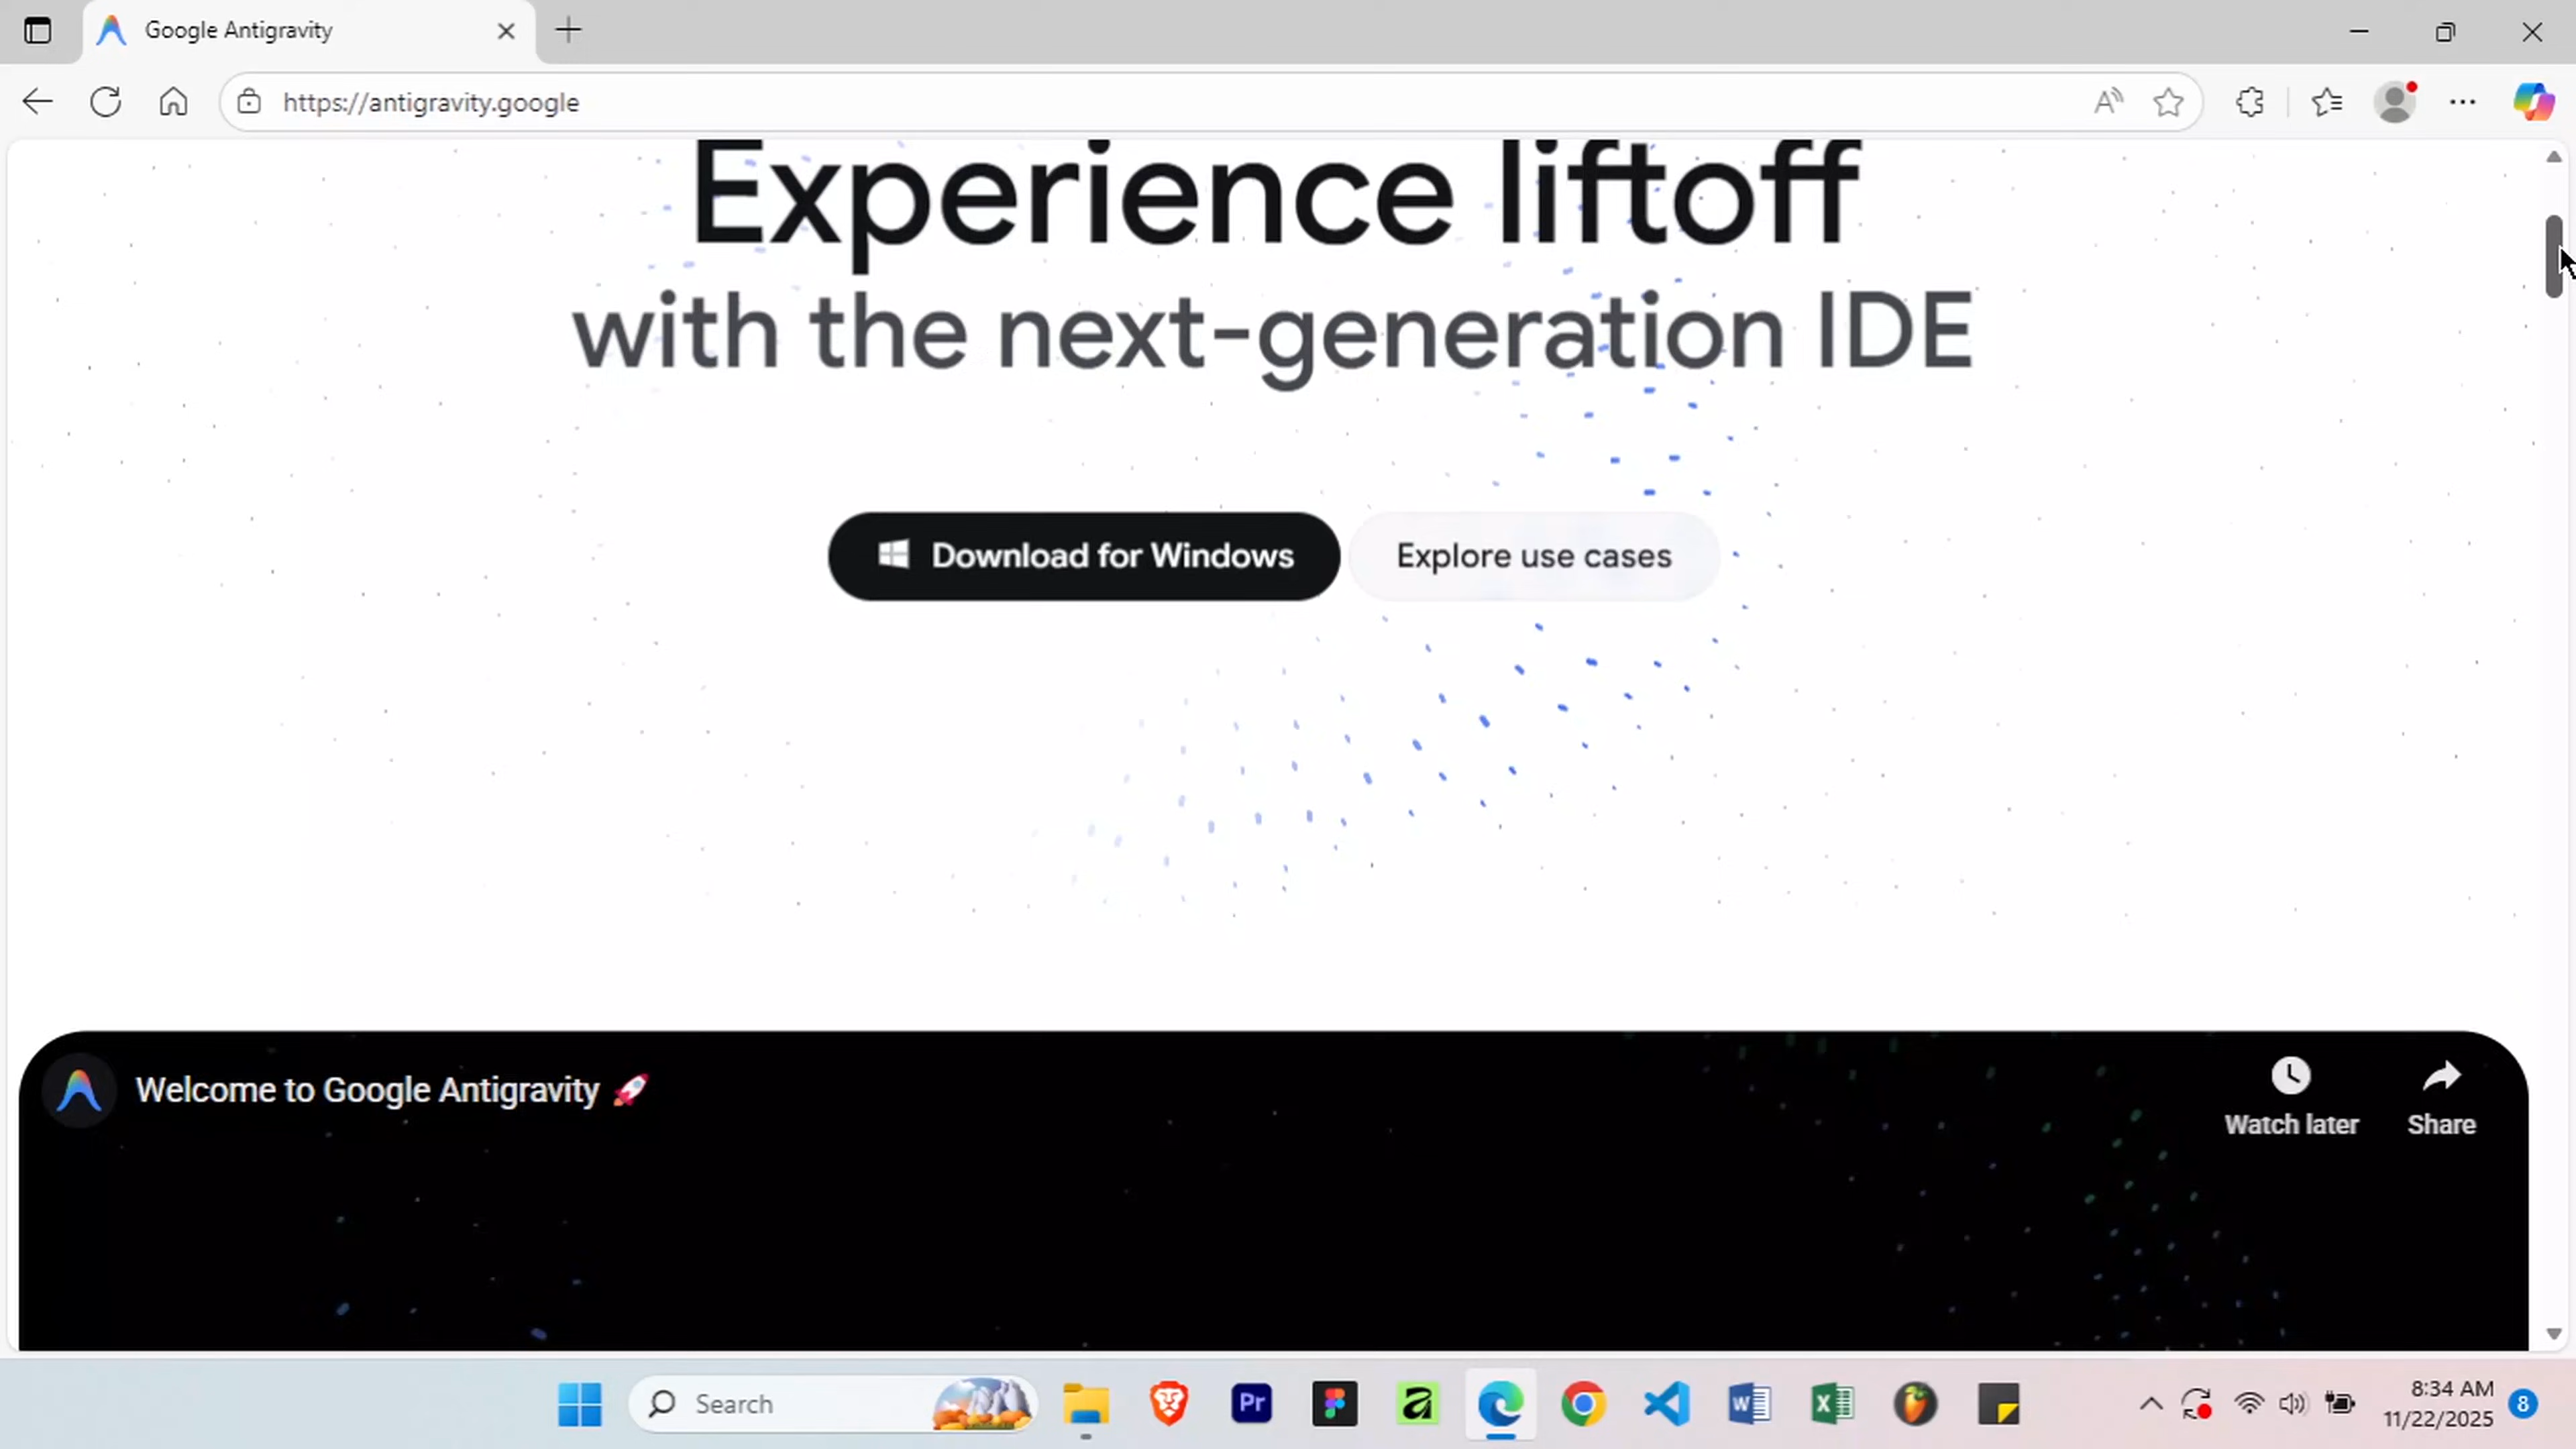 Google Antigravity
https://antigravity.google
Experience liftoff
with the next-generation IDE
Download for Windows
Explore use cases
Welcome to Google Antigravity 🚀
Watch later
Share
Search
Pr
8:34 AM
11/22/2025
8